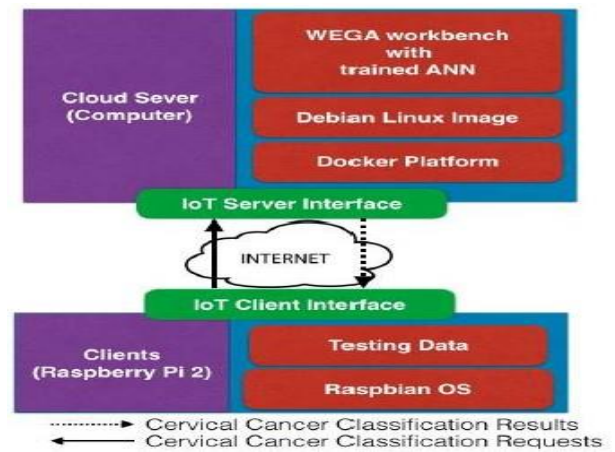 WEGA workbench
with
trained ANN
Cloud Sever
(Computer)
Debian Linux Image
Docker Platform
IoT Server Interface
INTERNET
IoT Client Interface
Clients
(Raspberry Pi 2)
Testing Data
Raspbian OS
Cervical Cancer Classification Results
Cervical Cancer Classification Requests